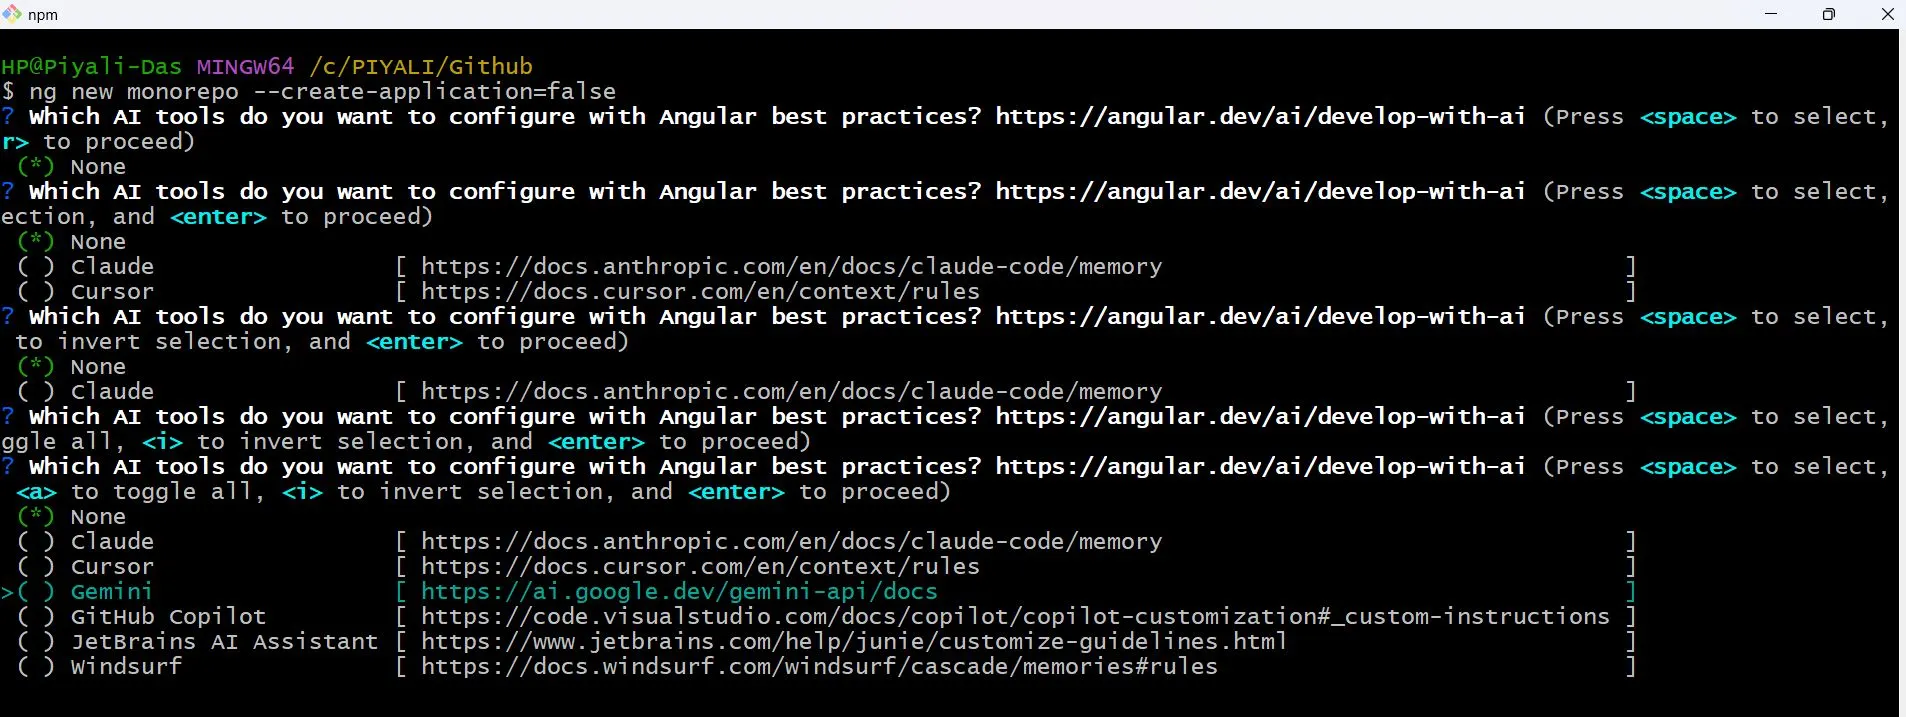 npm
HP@Piyali-Das MINGW64 /c/PIYALI/Github
$ ng new monorepo --create-application=false
? Which AI tools do you want to configure with Angular best practices? https://angular.dev/ai/develop-with-ai (Press <space> to select,
r> to proceed)
(*) None
? Which AI tools do you want to configure with Angular best practices? https://angular.dev/ai/develop-with-ai (Press <space> to select,
ection, and <enter> to proceed)
(*) None
( ) Claude [ https://docs.anthropic.com/en/docs/claude-code/memory ]
( ) Cursor [ https://docs.cursor.com/en/context/rules ]
? Which AI tools do you want to configure with Angular best practices? https://angular.dev/ai/develop-with-ai (Press <space> to select,
to invert selection, and <enter> to proceed)
(*) None
( ) Claude [ https://docs.anthropic.com/en/docs/claude-code/memory ]
? Which AI tools do you want to configure with Angular best practices? https://angular.dev/ai/develop-with-ai (Press <space> to select,
ggle all, <i> to invert selection, and <enter> to proceed)
? Which AI tools do you want to configure with Angular best practices? https://angular.dev/ai/develop-with-ai (Press <space> to select,
<a> to toggle all, <i> to invert selection, and <enter> to proceed)
(*) None
( ) Claude [ https://docs.anthropic.com/en/docs/claude-code/memory ]
( ) Cursor [ https://docs.cursor.com/en/context/rules ]
>( ) Gemini [ https://ai.google.dev/gemini-api/docs ]
( ) GitHub Copilot [ https://code.visualstudio.com/docs/copilot/copilot-customization#_custom-instructions ]
( ) JetBrains AI Assistant [ https://www.jetbrains.com/help/junie/customize-guidelines.html ]
( ) Windsurf [ https://docs.windsurf.com/windsurf/cascade/memories#rules ]